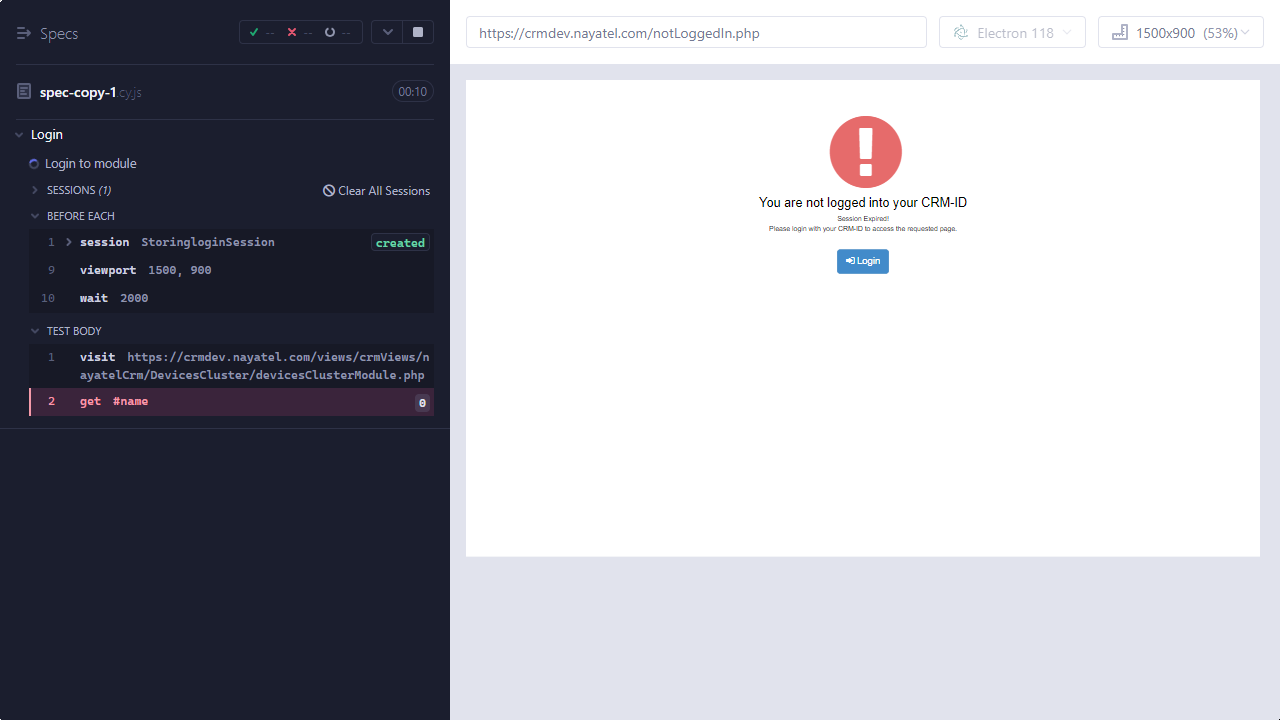 Specs
-- -- --
https://crmdev.nayatel.com/notLoggedIn.php
Electron 118
1500x900 (53%)
spec-copy-1.cy.js
00:10
Login
Login to module
SESSIONS (1)
Clear All Sessions
BEFORE EACH
1 session StoringloginSession created
9 viewport 1500, 900
10 wait 2000
TEST BODY
1 visit https://crmdev.nayatel.com/views/crmViews/n
ayatelCrm/DevicesCluster/devicesClusterModule.php
2 get #name 0
You are not logged into your CRM-ID
Session Expired!
Please login with your CRM-ID to access the requested page.
Login